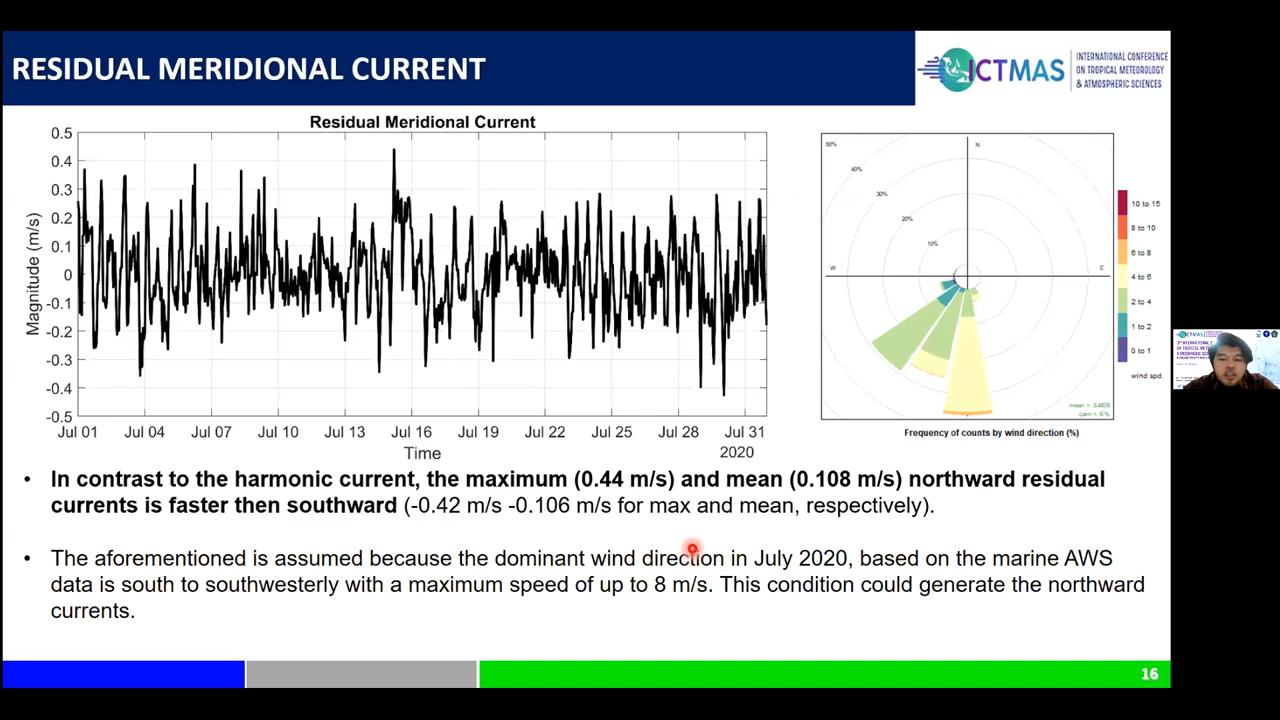 RESIDUAL MERIDIONAL CURRENT
ICTMAS
INTERNATIONAL CONFERENCE
ON TROPICAL METEOROLOGY
& ATMOSPHERIC SCIENCES
Residual Meridional Current
Magnitude (m/s)
0.5
0.4
0.3
0.2
0.1
0
-0.1
-0.2
-0.3
-0.4
-0.5
Jul 01 Jul 04 Jul 07 Jul 10 Jul 13 Jul 16 Jul 19 Jul 22 Jul 25 Jul 28 Jul 31
Time
2020
50%
40%
30%
20%
10%
N
W
E
10 to 15
8 to 10
6 to 8
4 to 6
2 to 4
1 to 2
0 to 1
wind spd.
calm = 0 %
Frequency of counts by wind direction (%)
• In contrast to the harmonic current, the maximum (0.44 m/s) and mean (0.108 m/s) northward residual
currents is faster then southward (-0.42 m/s -0.106 m/s for max and mean, respectively).
• The aforementioned is assumed because the dominant wind direction in July 2020, based on the marine AWS
data is south to southwesterly with a maximum speed of up to 8 m/s. This condition could generate the northward
currents.
16
ICTMAS